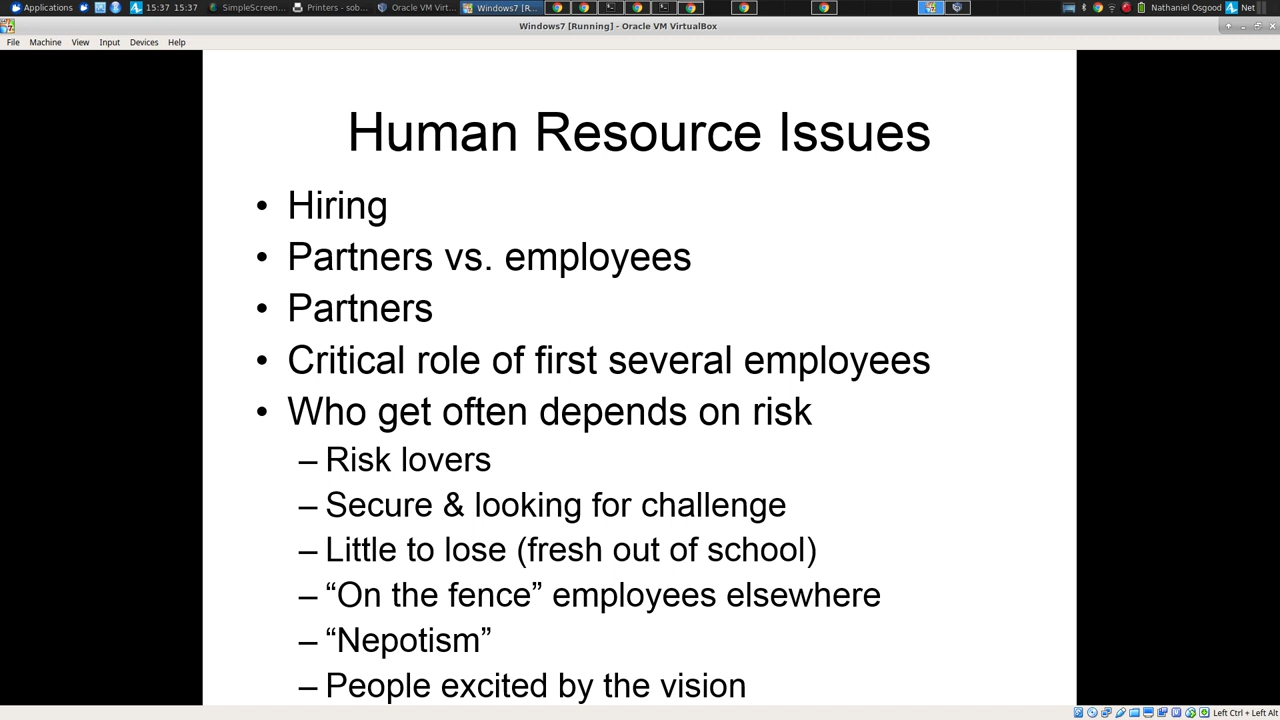 Applications
15:37 15:37
SimpleScreen...
Printers - sob...
Oracle VM Virt...
Windows7 [R...
Nathaniel Osgood
Net
Windows7 [Running] - Oracle VM VirtualBox
File Machine View Input Devices Help
Human Resource Issues
• Hiring
• Partners vs. employees
• Partners
• Critical role of first several employees
• Who get often depends on risk
– Risk lovers
– Secure & looking for challenge
– Little to lose (fresh out of school)
– “On the fence” employees elsewhere
– “Nepotism”
– People excited by the vision
Left Ctrl + Left Alt